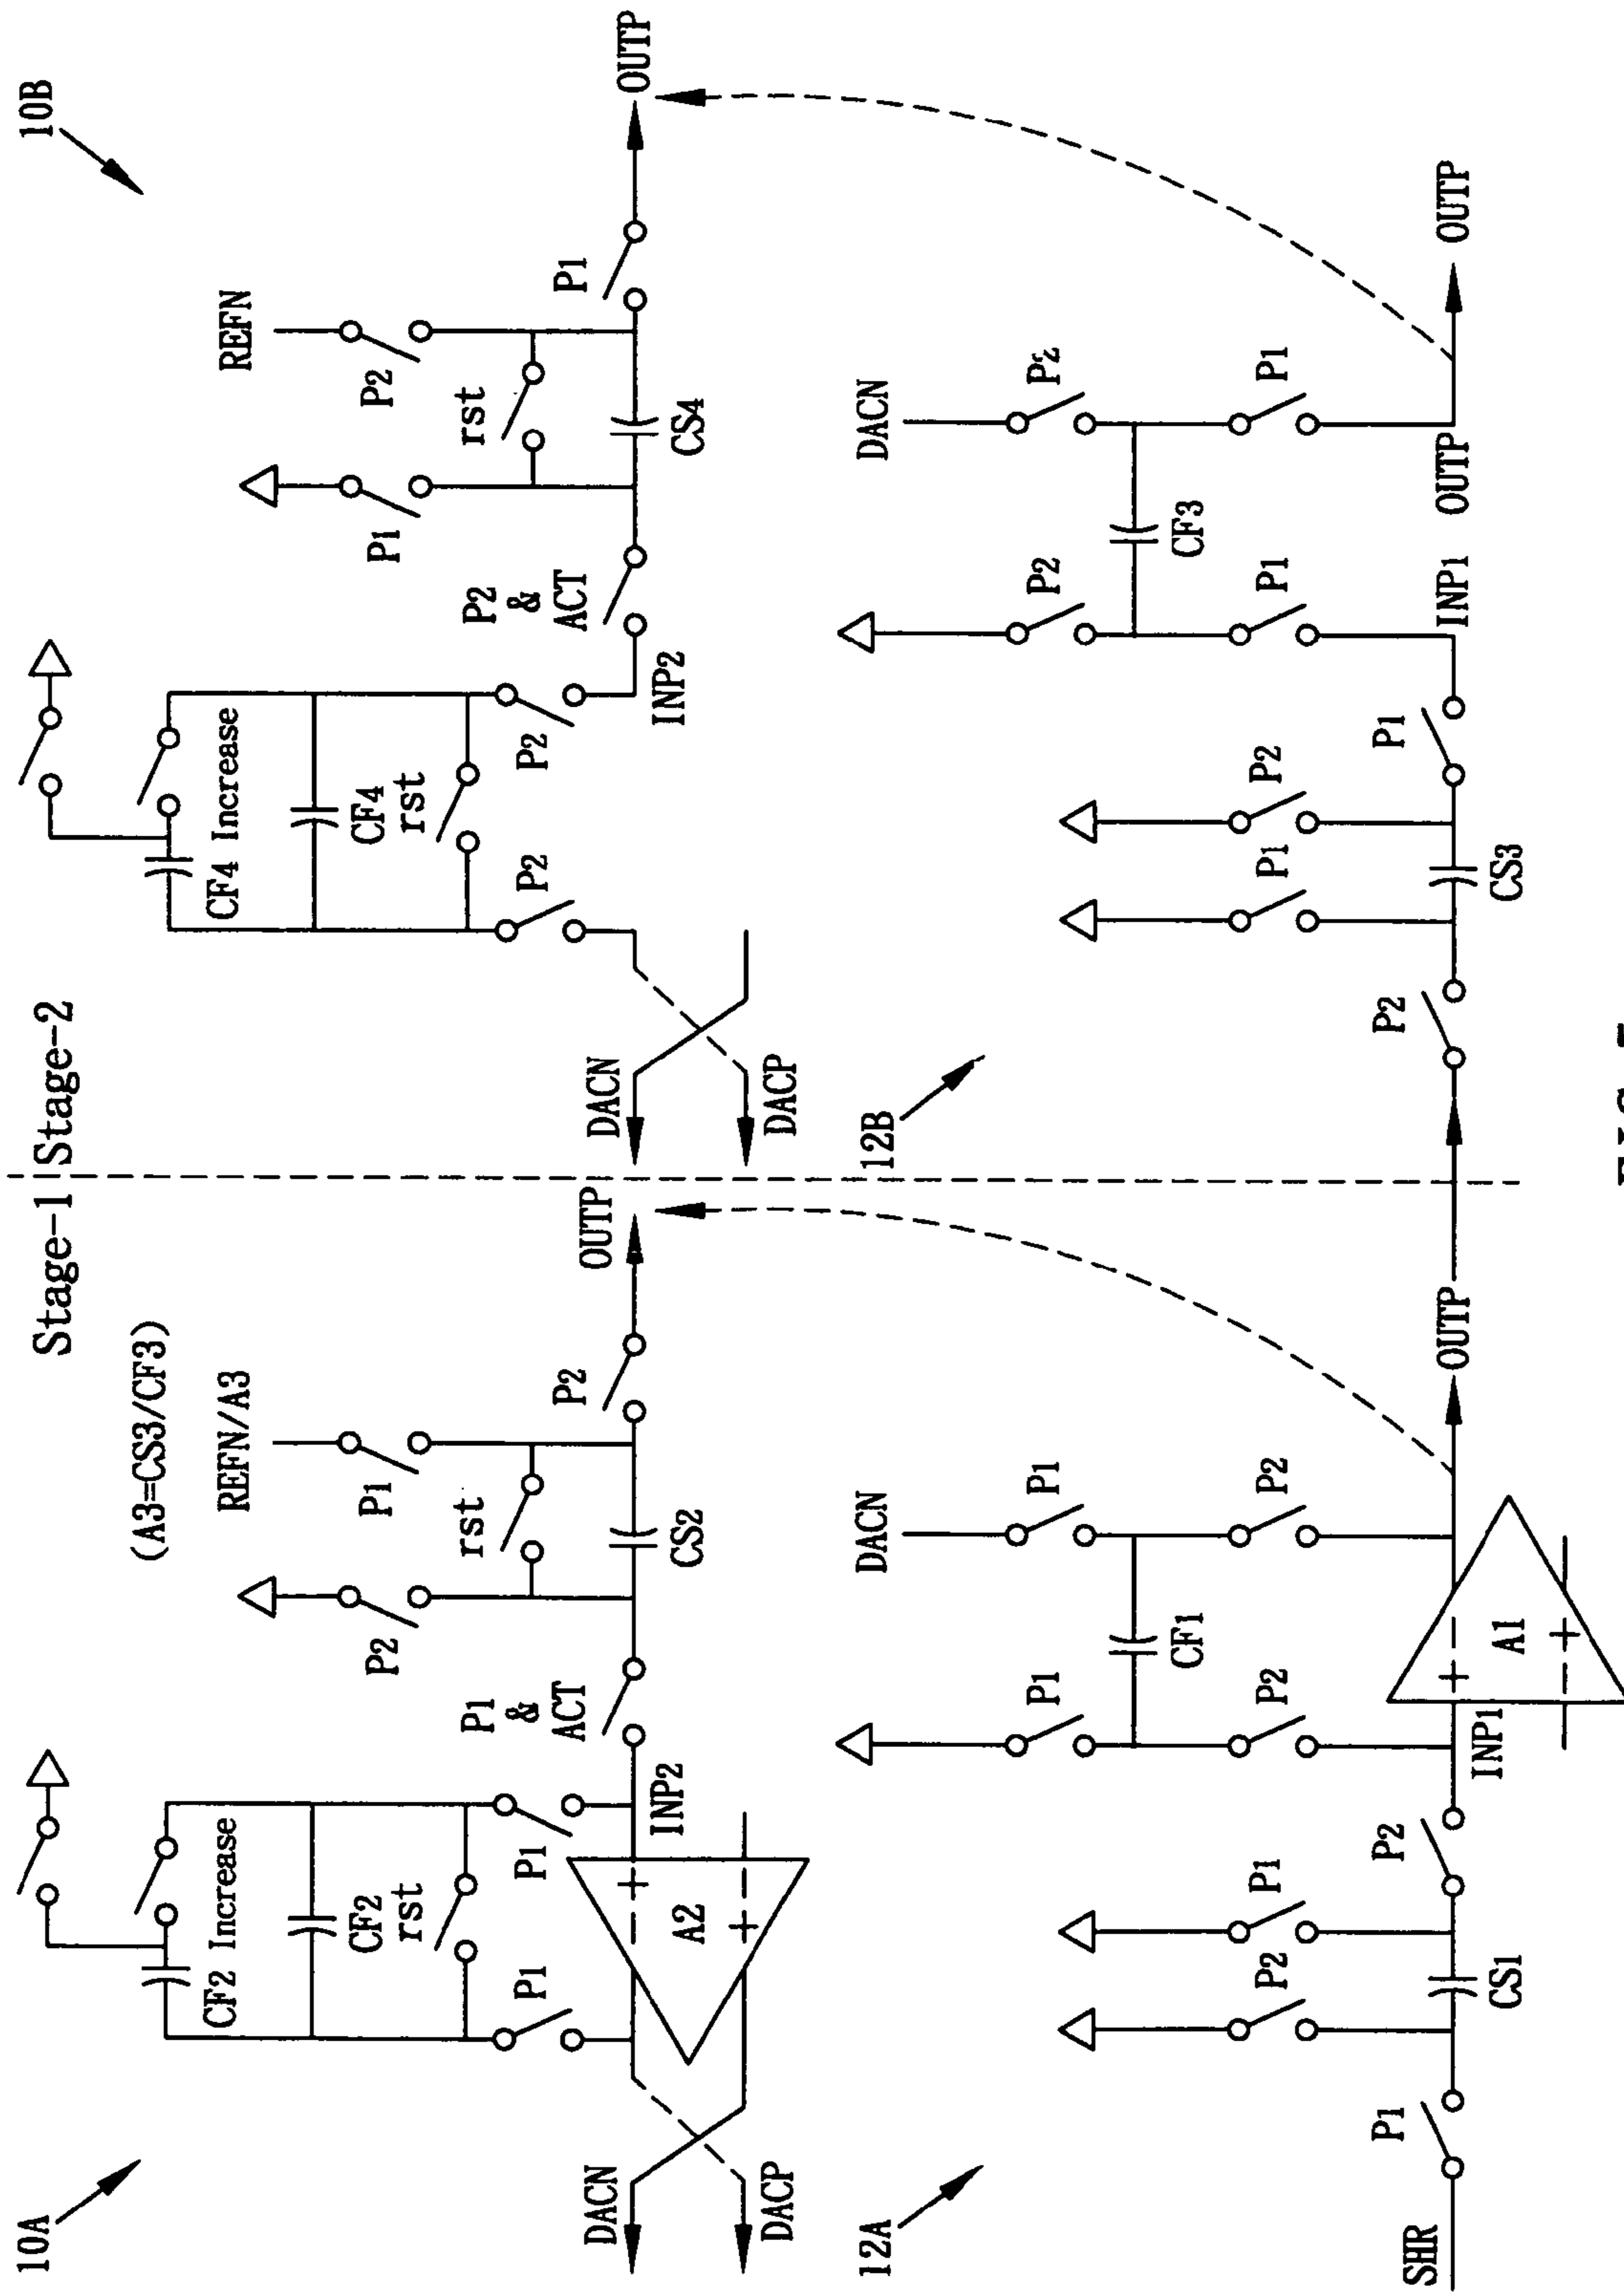 Stage-1
Stage-2
10A
10B
12A
12B
(A3=CS3/CF3)
REFN/A3
CF2 Increase
CF2
rst
P1
P1
A2
INP2
P1
&
ACT
P2
P1
rst
CS2
P2
OUTP
DACN
DACP
CF4 Increase
CF4
rst
P2
P2
INP2
P2
&
ACT
P1
REFN
P2
rst
CS4
P1
OUTP
DACN
DACP
SHR
P1
P2
P1
CS1
P2
INP1
A1
P1
DACN
P1
CF1
P2
P2
OUTP
P2
P1
P2
CS3
P1
INP1
P2
DACN
P2
CF3
P1
P1
OUTP
OUTP